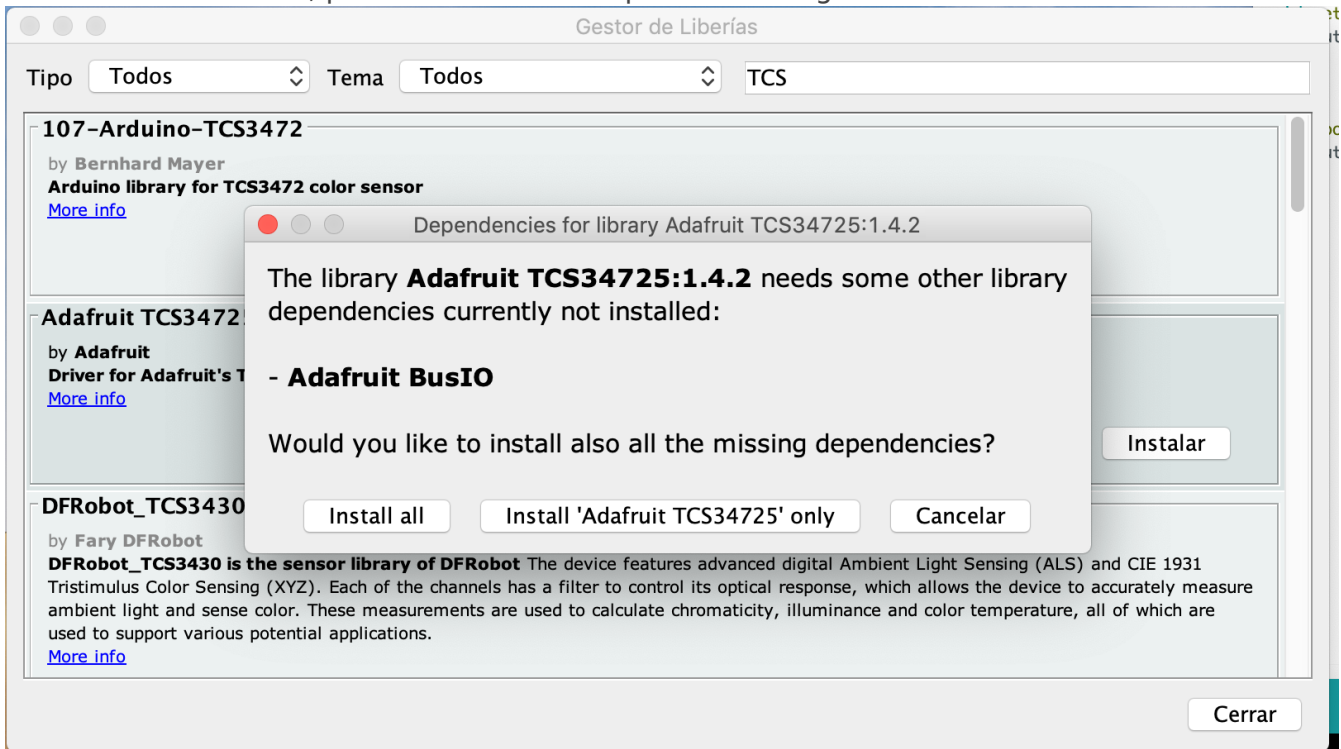 Gestor de Liberías
Tipo Todos Tema Todos TCS
107-Arduino-TCS3472
by Bernhard Mayer
Arduino library for TCS3472 color sensor
More info
Dependencies for library Adafruit TCS34725:1.4.2
The library Adafruit TCS34725:1.4.2 needs some other library
dependencies currently not installed:
- Adafruit BusIO
Would you like to install also all the missing dependencies?
Install all Install 'Adafruit TCS34725' only Cancelar
Adafruit TCS3472
by Adafruit
Driver for Adafruit's T
More info
Instalar
DFRobot_TCS3430
by Fary DFRobot
DFRobot_TCS3430 is the sensor library of DFRobot The device features advanced digital Ambient Light Sensing (ALS) and CIE 1931
Tristimulus Color Sensing (XYZ). Each of the channels has a filter to control its optical response, which allows the device to accurately measure
ambient light and sense color. These measurements are used to calculate chromaticity, illuminance and color temperature, all of which are
used to support various potential applications.
More info
Cerrar